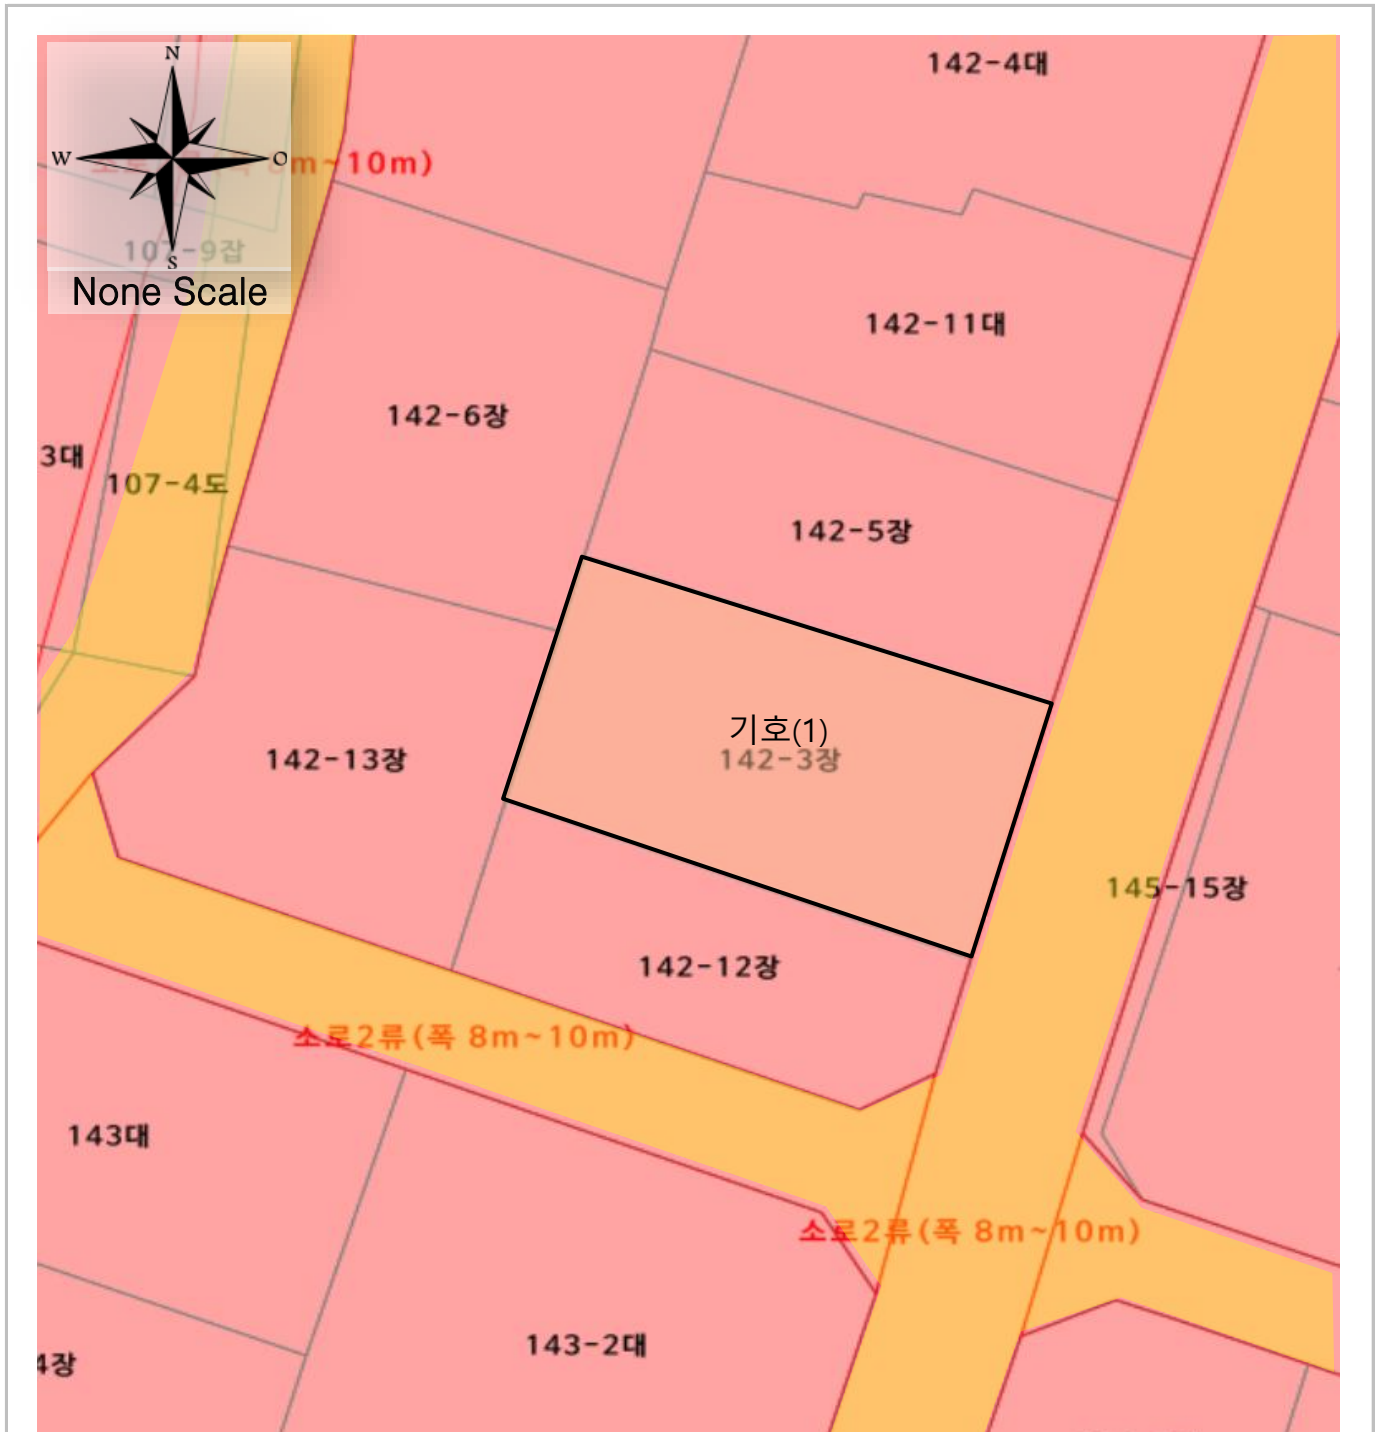 N
W
O
S
None Scale
142-4대
m~10m)
107-9잡
142-11대
142-6장
3대
107-4도
142-5장
기호(1)
142-3장
142-13장
145-15장
142-12장
소로2류(폭 8m~10m)
143대
소로2류(폭 8m~10m)
143-2대
4장